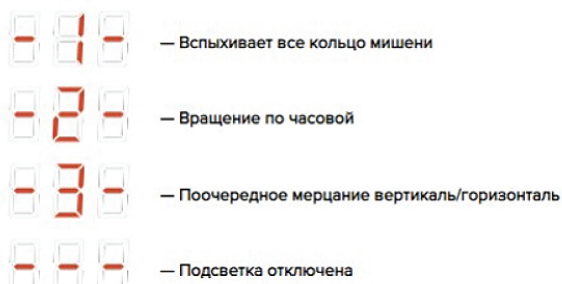 -1- — Вспыхивает все кольцо мишени
-2- — Вращение по часовой
-3- — Поочередное мерцание вертикаль/горизонталь
--- — Подсветка отключена